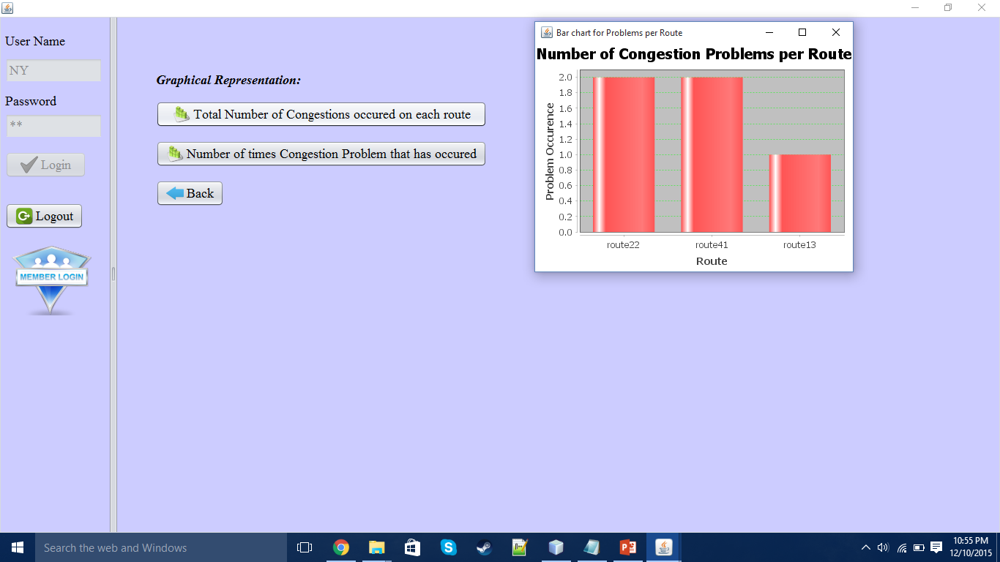 User Name
NY
Password
**
Login
Logout
MEMBER LOGIN
Graphical Representation:
Total Number of Congestions occured on each route
Number of times Congestion Problem that has occured
Back
Bar chart for Problems per Route
Number of Congestion Problems per Route
Problem Occurence
2.0
1.8
1.6
1.4
1.2
1.0
0.8
0.6
0.4
0.2
0.0
route22 route41 route13
Route
Search the web and Windows
10:55 PM
12/10/2015